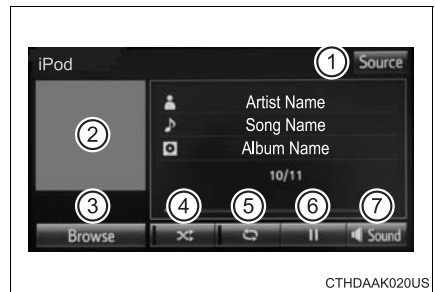 iPod
1 Source
2
Artist Name
Song Name
Album Name
10/11
3 4 5 6 7
Browse Sound
CTHDAAK020US